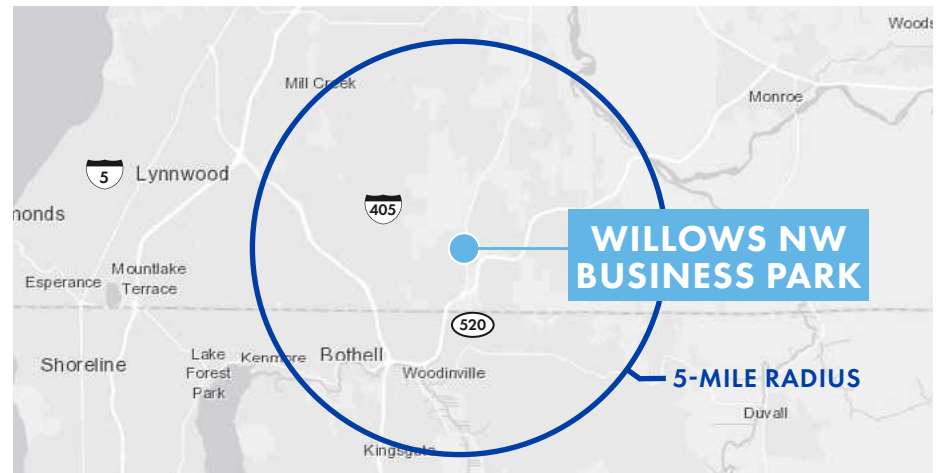 Woods
Mill Creek
Monroe
5
Lynnwood
405
monds
WILLOWS NW
BUSINESS PARK
Mountlake
Terrace
Esperance
520
Shoreline
Lake
Forest
Park
Kenmore
Bothell
Woodinville
5-MILE RADIUS
Duvall
Kingsgate